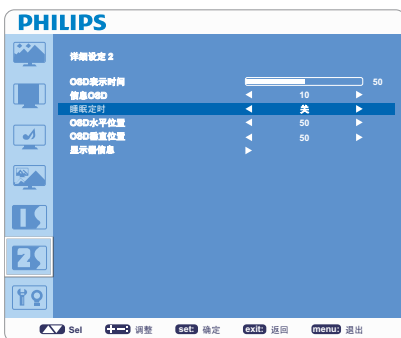 PHILIPS
详细设定 2
OSD表示时间 50
信息OSD 10
睡眠定时 关
OSD水平位置 50
OSD垂直位置 50
显示器信息
Sel 调整 set: 确定 exit: 返回 menu: 退出